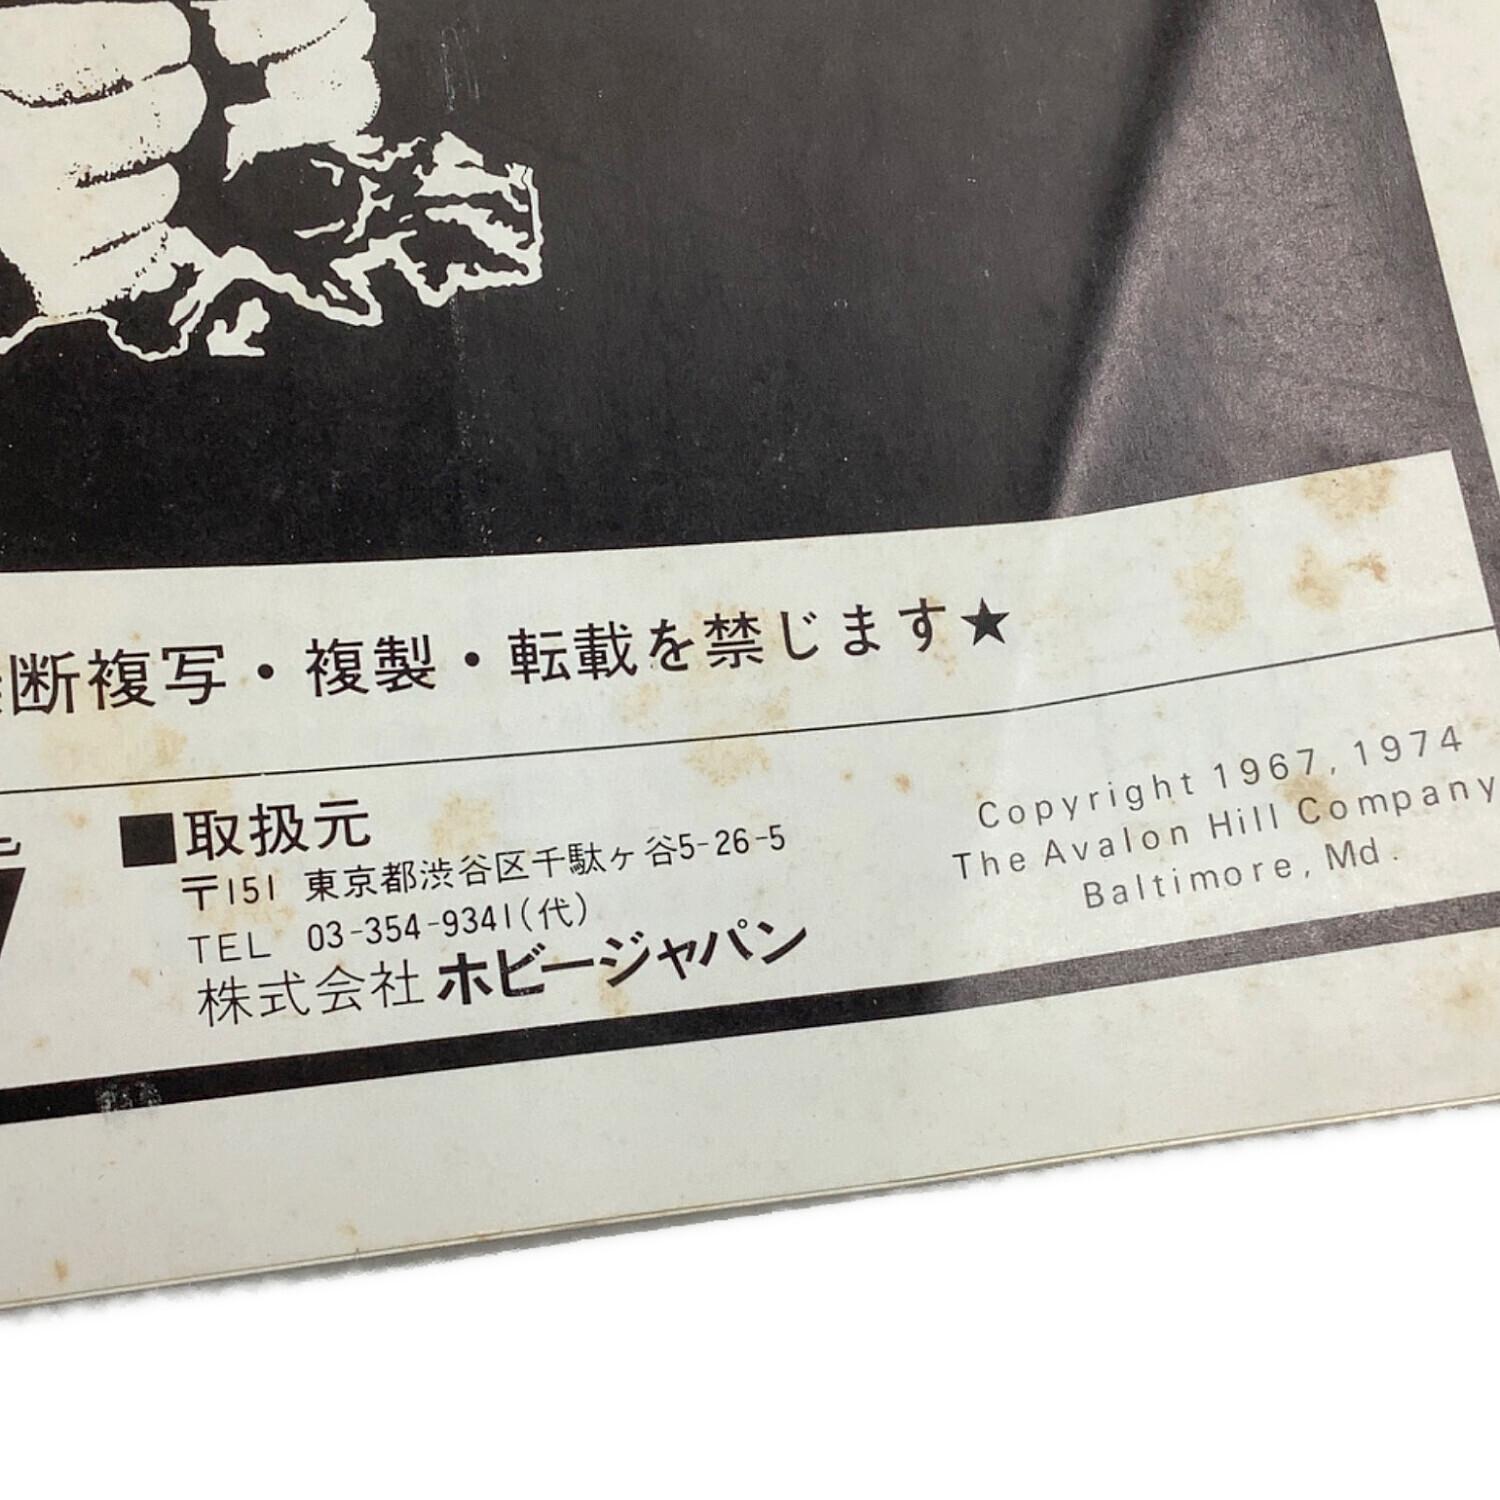 断複写・複製・転載を禁じます★
■取扱元
〒151 東京都渋谷区千駄ヶ谷5-26-5
TEL 03-354-9341(代)
株式会社 ホビージャパン
Copyright 1967, 1974
The Avalon Hill Company
Baltimore, Md.